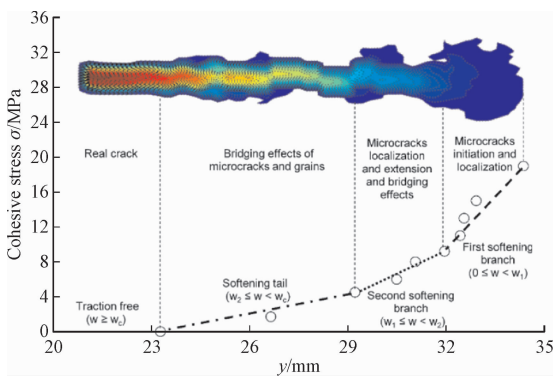 36
32
28
24
20
16
12
8
4
0
Cohesive stress σ/MPa
Real crack
Bridging effects of
microcracks and grains
Microcracks
localization
and extension
and bridging
effects
Microcracks
initiation and
localization
Traction free
(w ≥ wc)
Softening tail
(w2 ≤ w < wc)
Second softening
branch
(w1 ≤ w < w2)
First softening
branch
(0 ≤ w < w1)
20
23
26
29
32
35
y/mm